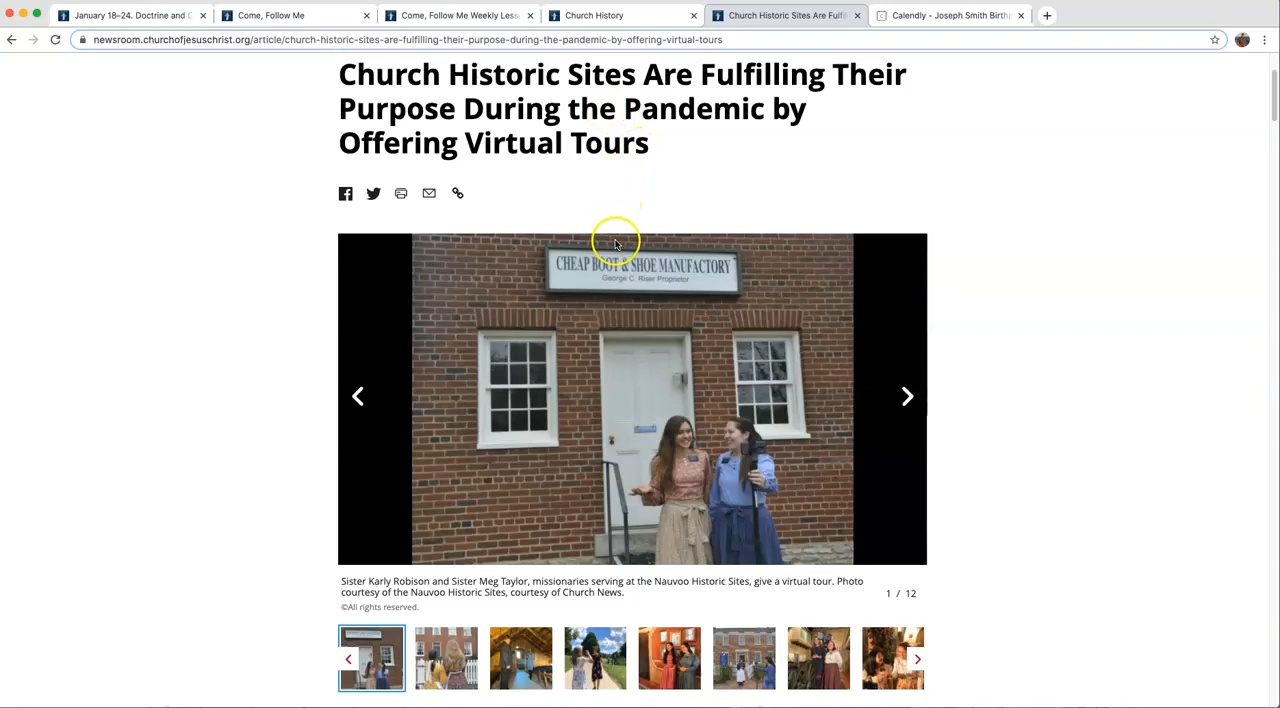 January 18–24. Doctrine and C
Come, Follow Me
Come, Follow Me Weekly Less
Church History
Church Historic Sites Are Fulfilli
Calendly - Joseph Smith Birthp
newsroom.churchofjesuschrist.org/article/church-historic-sites-are-fulfilling-their-purpose-during-the-pandemic-by-offering-virtual-tours
Church Historic Sites Are Fulfilling Their
Purpose During the Pandemic by
Offering Virtual Tours
CHEAP BOOT & SHOE MANUFACTORY
George C. Riser Proprietor
Sister Karly Robison and Sister Meg Taylor, missionaries serving at the Nauvoo Historic Sites, give a virtual tour. Photo
courtesy of the Nauvoo Historic Sites, courtesy of Church News.
1 / 12
©All rights reserved.